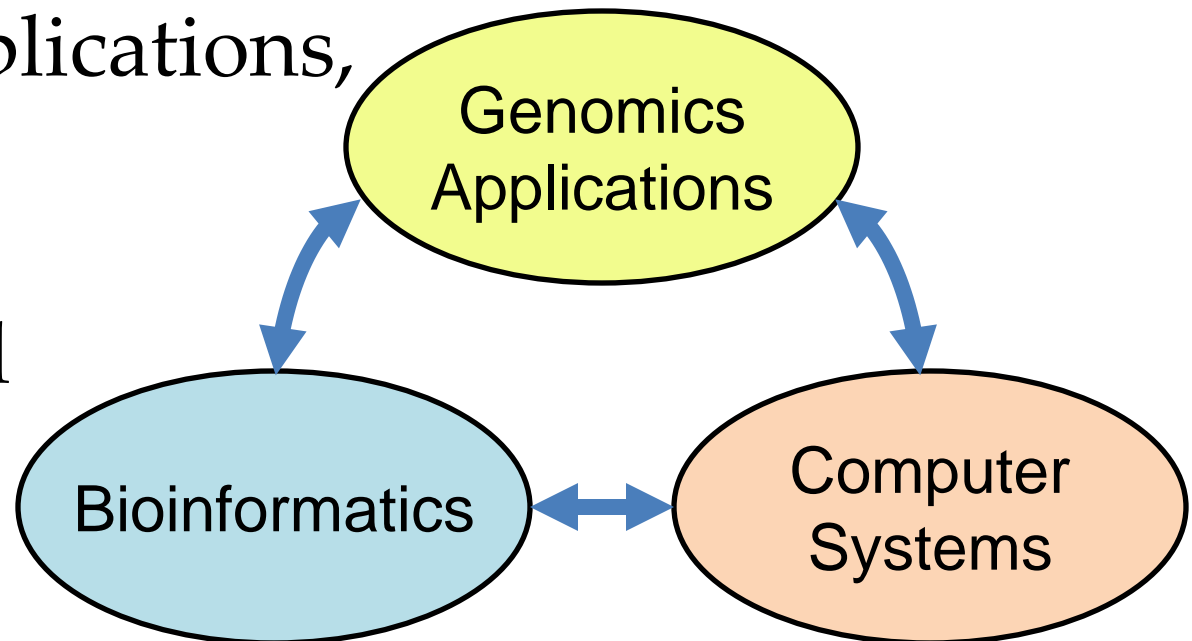 plications,
Genomics
Applications
Bioinformatics
Computer
Systems